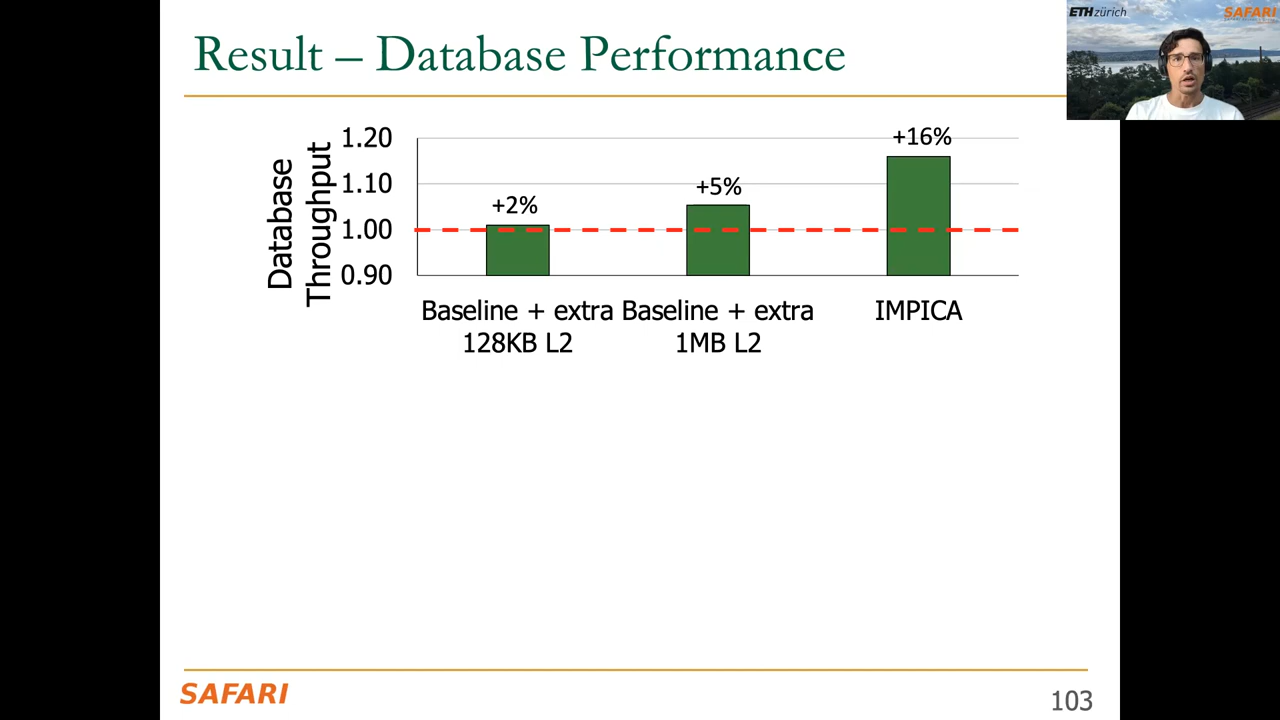 Result – Database Performance
ETH zürich
SAFARI
Database
Throughput
1.20
1.10
1.00
0.90
+2%
+5%
+16%
Baseline + extra
128KB L2
Baseline + extra
1MB L2
IMPICA
SAFARI
103